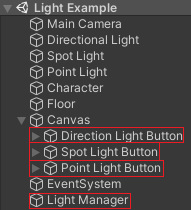 Light Example
Main Camera
Directional Light
Spot Light
Point Light
Character
Floor
Canvas
Direction Light Button
Spot Light Button
Point Light Button
EventSystem
Light Manager